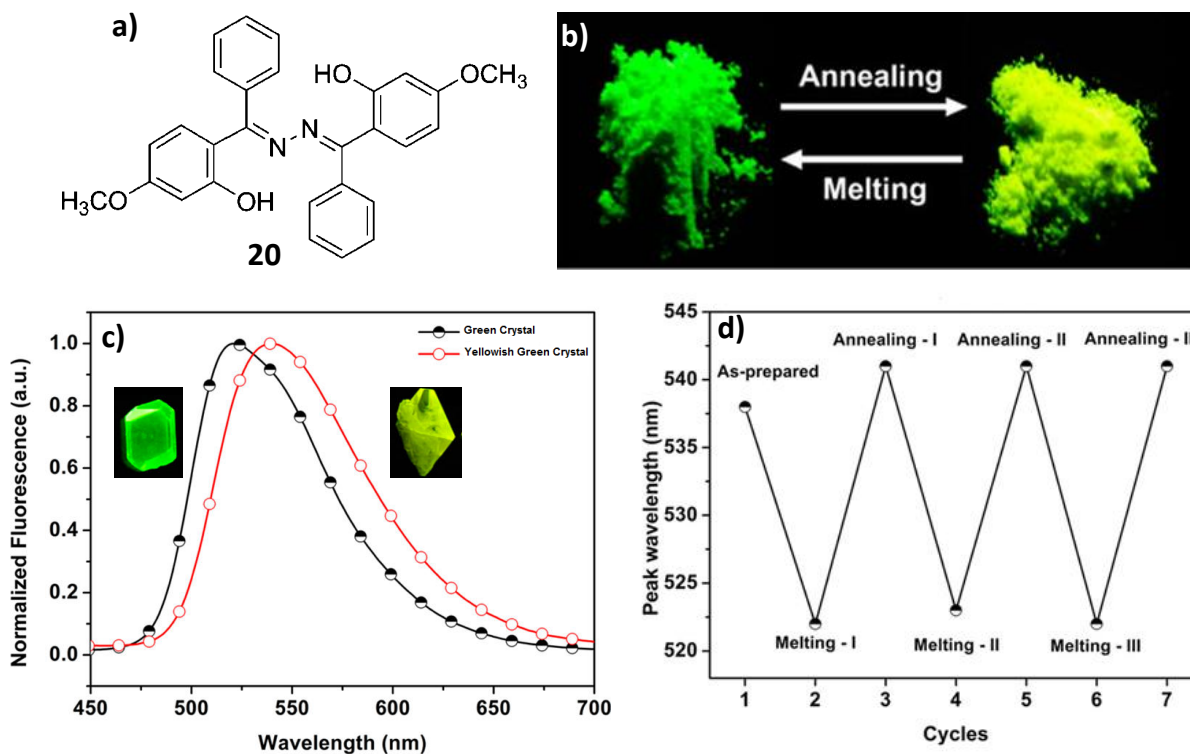 a)
HO
OCH3
N
N
H3CO
OH
20
b)
Annealing
Melting
c)
Green Crystal
Yellowish Green Crystal
Normalized Fluorescence (a.u.)
1.0
0.8
0.6
0.4
0.2
0.0
450
500
550
600
650
700
Wavelength (nm)
d)
As-prepared
Annealing - I
Annealing - II
Annealing - II
Melting - I
Melting - II
Melting - III
Peak wavelength (nm)
545
540
535
530
525
520
1
2
3
4
5
6
7
Cycles